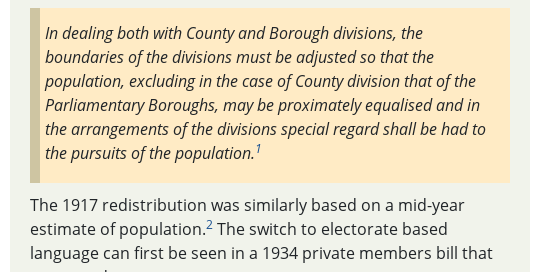 In dealing both with County and Borough divisions, the
boundaries of the divisions must be adjusted so that the
population, excluding in the case of County division that of the
Parliamentary Boroughs, may be proximately equalised and in
the arrangements of the divisions special regard shall be had to
the pursuits of the population.1
The 1917 redistribution was similarly based on a mid-year
estimate of population.2 The switch to electorate based
language can first be seen in a 1934 private members bill that